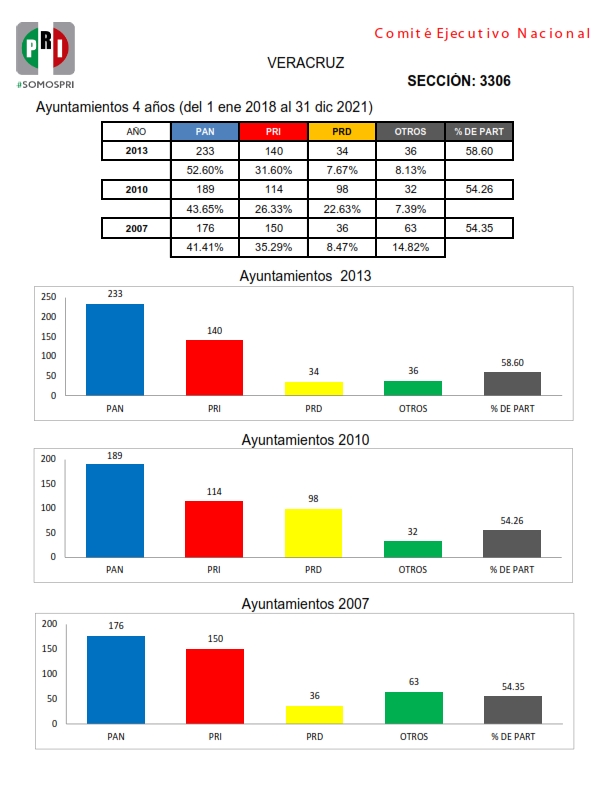 Comité Ejecutivo Nacional
PRI
#SOMOSPRI
VERACRUZ
SECCIÒN: 3306
Ayuntamientos 4 años (del 1 ene 2018 al 31 dic 2021)
AÑO PAN PRI PRD OTROS % DE PART
2013 233 140 34 36 58.60
52.60% 31.60% 7.67% 8.13%
2010 189 114 98 32 54.26
43.65% 26.33% 22.63% 7.39%
2007 176 150 36 63 54.35
41.41% 35.29% 8.47% 14.82%
Ayuntamientos 2013
250
200
150
100
50
0
233
140
34
36
58.60
PAN PRI PRD OTROS % DE PART
Ayuntamientos 2010
200
150
100
50
0
189
114
98
32
54.26
PAN PRI PRD OTROS % DE PART
Ayuntamientos 2007
200
150
100
50
0
176
150
36
63
54.35
PAN PRI PRD OTROS % DE PART